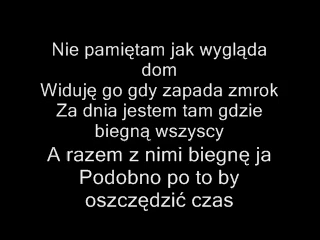 Nie pamiętam jak wygląda
dom
Widuję go gdy zapada zmrok
Za dnia jestem tam gdzie
biegną wszyscy
A razem z nimi biegnę ja
Podobno po to by
oszczędzić czas